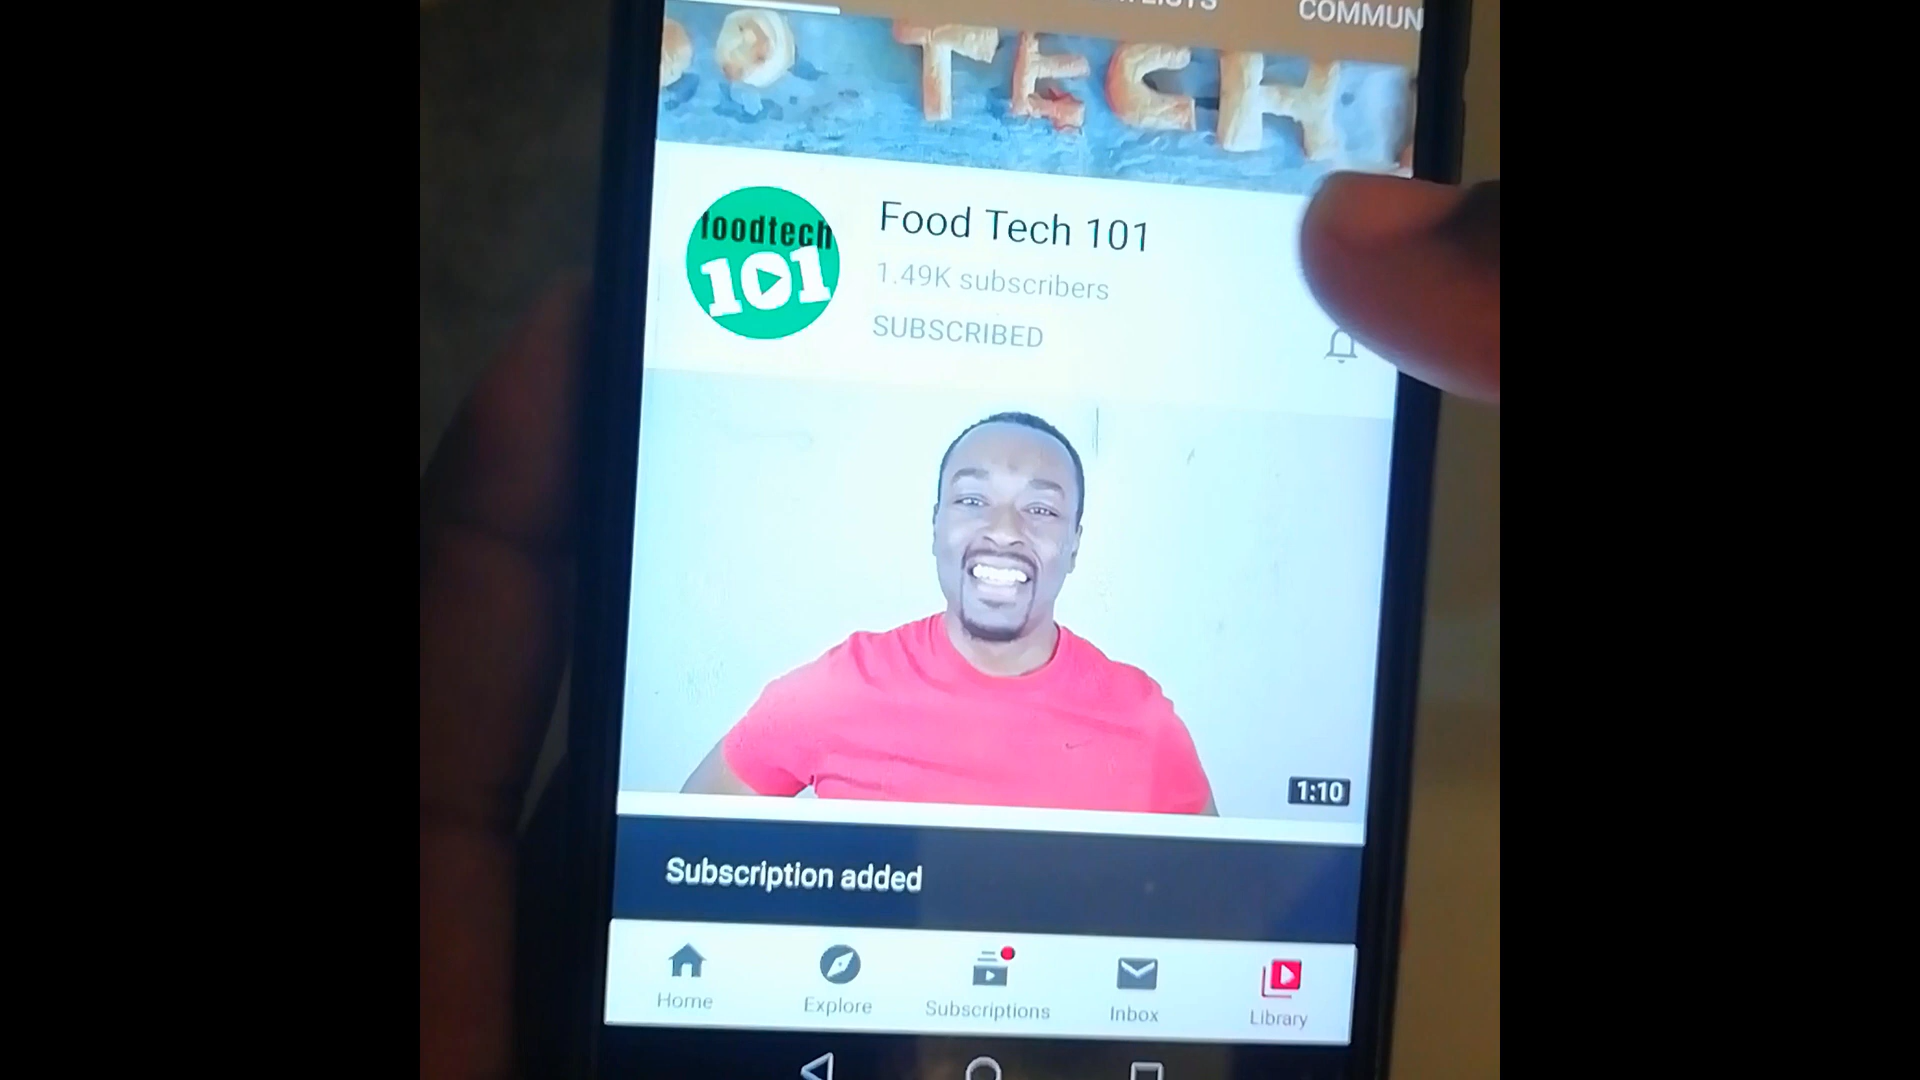 COMMUN
TECH
foodtech
101
Food Tech 101
1.49K subscribers
SUBSCRIBED
1:10
Subscription added
Home
Explore
Subscriptions
Inbox
Library